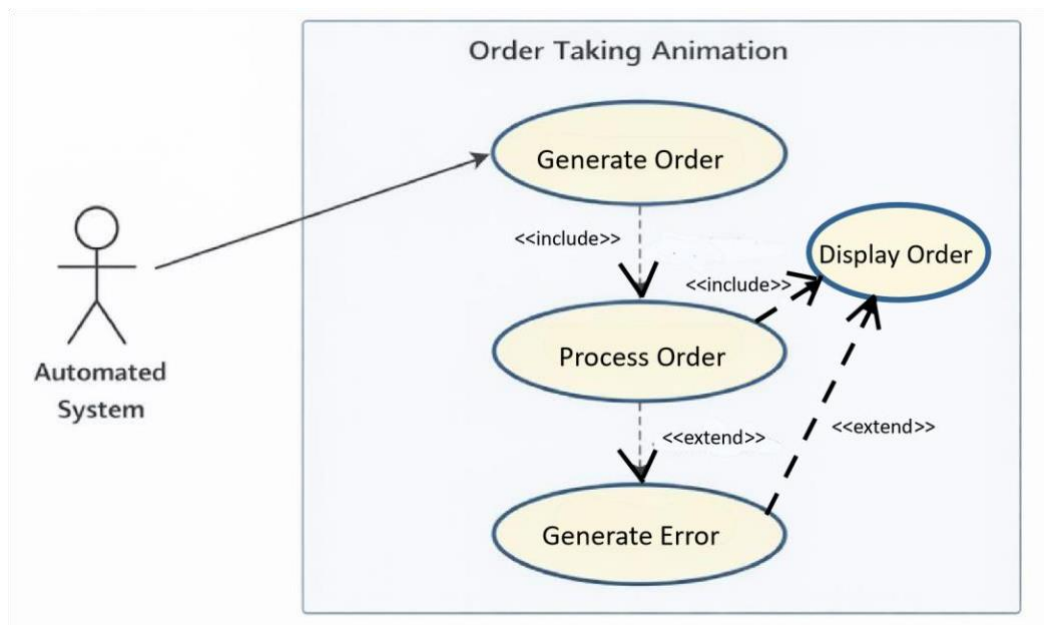 Order Taking Animation
Generate Order
<<include>>
Display Order
<<include>>
Process Order
Automated
System
<<extend>>
<<extend>>
Generate Error